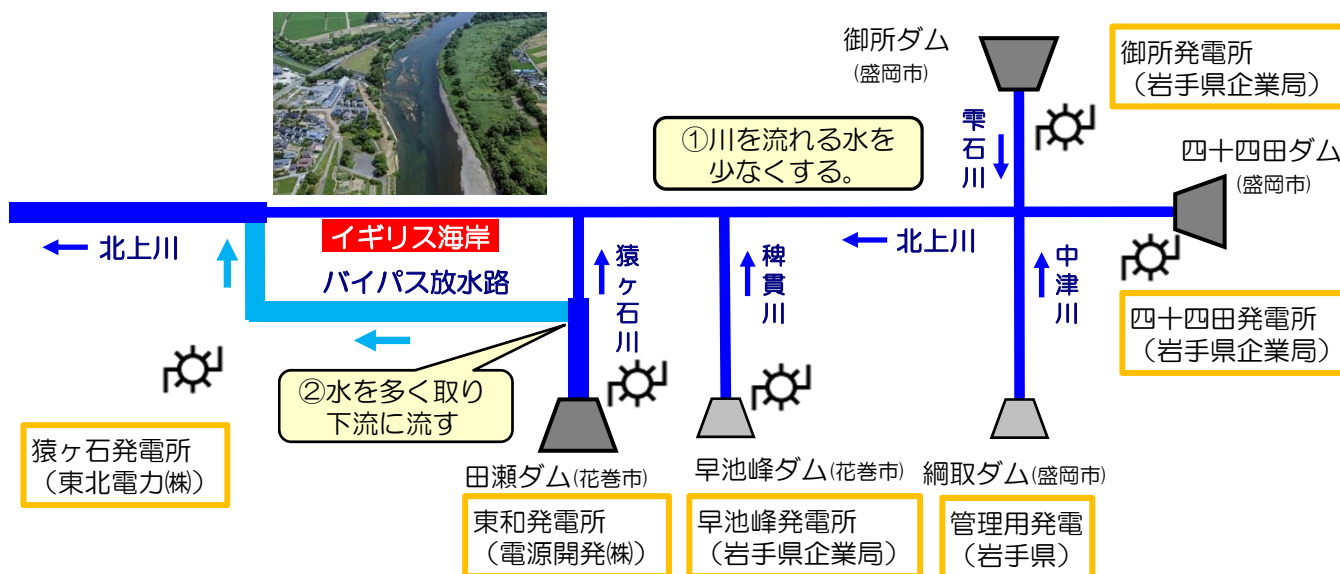 御所ダム
(盛岡市)
御所発電所
（岩手県企業局）
①川を流れる水を
少なくする。
雫石川
四十四田ダム
(盛岡市)
イギリス海岸
北上川
北上川
バイパス放水路
猿ヶ石川
稗貫川
中津川
四十四田発電所
（岩手県企業局）
②水を多く取り
下流に流す
猿ヶ石発電所
（東北電力㈱）
田瀬ダム(花巻市)
早池峰ダム(花巻市)
綱取ダム(盛岡市)
東和発電所
（電源開発㈱）
早池峰発電所
（岩手県企業局）
管理用発電
（岩手県）